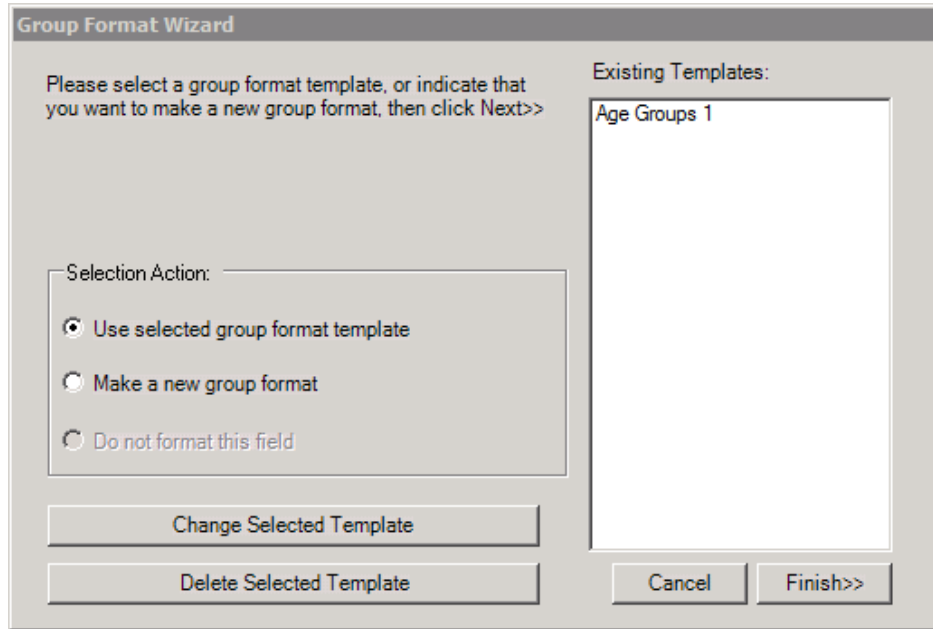 Group Format Wizard
Please select a group format template, or indicate that
you want to make a new group format, then click Next>>
Existing Templates:
Age Groups 1
Selection Action:
Use selected group format template
Make a new group format
Do not format this field
Change Selected Template
Delete Selected Template
Cancel
Finish>>